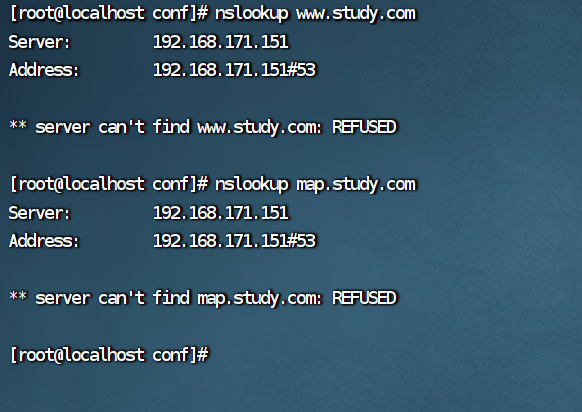 [root@localhost conf]# nslookup www.study.com
Server:         192.168.171.151
Address:        192.168.171.151#53
** server can't find www.study.com: REFUSED
[root@localhost conf]# nslookup map.study.com
Server:         192.168.171.151
Address:        192.168.171.151#53
** server can't find map.study.com: REFUSED
[root@localhost conf]#